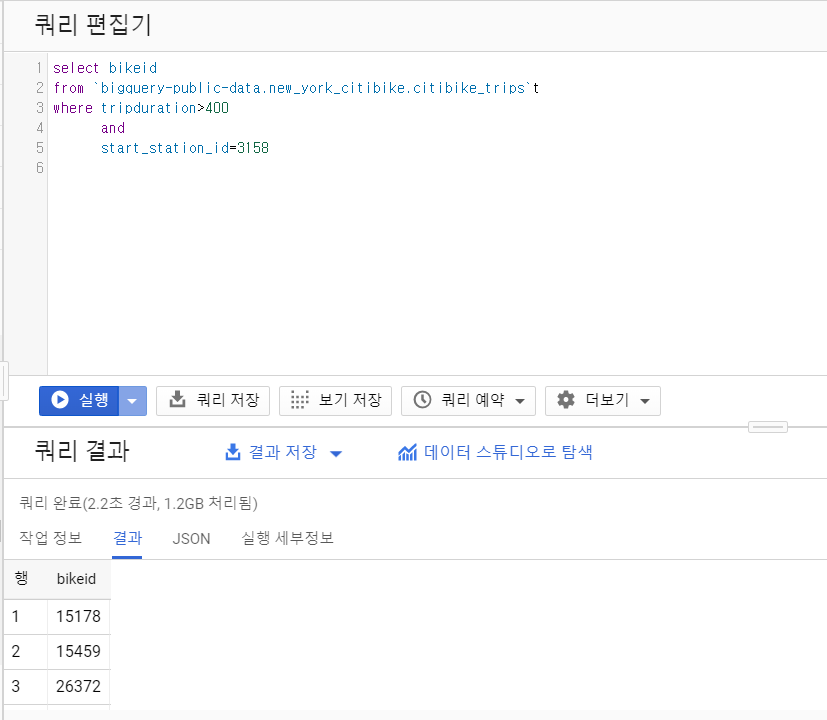 쿼리 편집기
1 select bikeid
2 from `bigquery-public-data.new_york_citibike.citibike_trips`t
3 where tripduration>400
4 and
5 start_station_id=3158
6
실행 쿼리 저장 보기 저장 쿼리 예약 더보기
쿼리 결과 결과 저장 데이터 스튜디오로 탐색
쿼리 완료(2.2초 경과, 1.2GB 처리됨)
작업 정보 결과 JSON 실행 세부정보
행 bikeid
1 15178
2 15459
3 26372